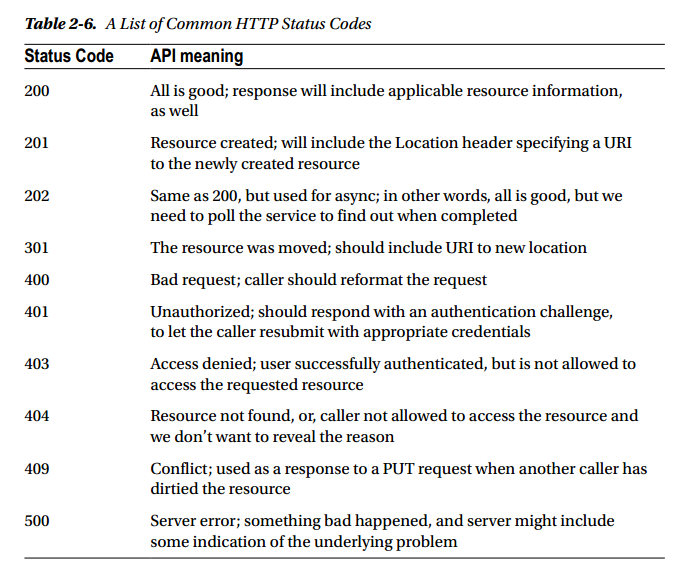 Table 2-6. A List of Common HTTP Status Codes
Status Code API meaning
200 All is good; response will include applicable resource information,
as well
201 Resource created; will include the Location header specifying a URI
to the newly created resource
202 Same as 200, but used for async; in other words, all is good, but we
need to poll the service to find out when completed
301 The resource was moved; should include URI to new location
400 Bad request; caller should reformat the request
401 Unauthorized; should respond with an authentication challenge,
to let the caller resubmit with appropriate credentials
403 Access denied; user successfully authenticated, but is not allowed to
access the requested resource
404 Resource not found, or, caller not allowed to access the resource and
we don’t want to reveal the reason
409 Conflict; used as a response to a PUT request when another caller has
dirtied the resource
500 Server error; something bad happened, and server might include
some indication of the underlying problem